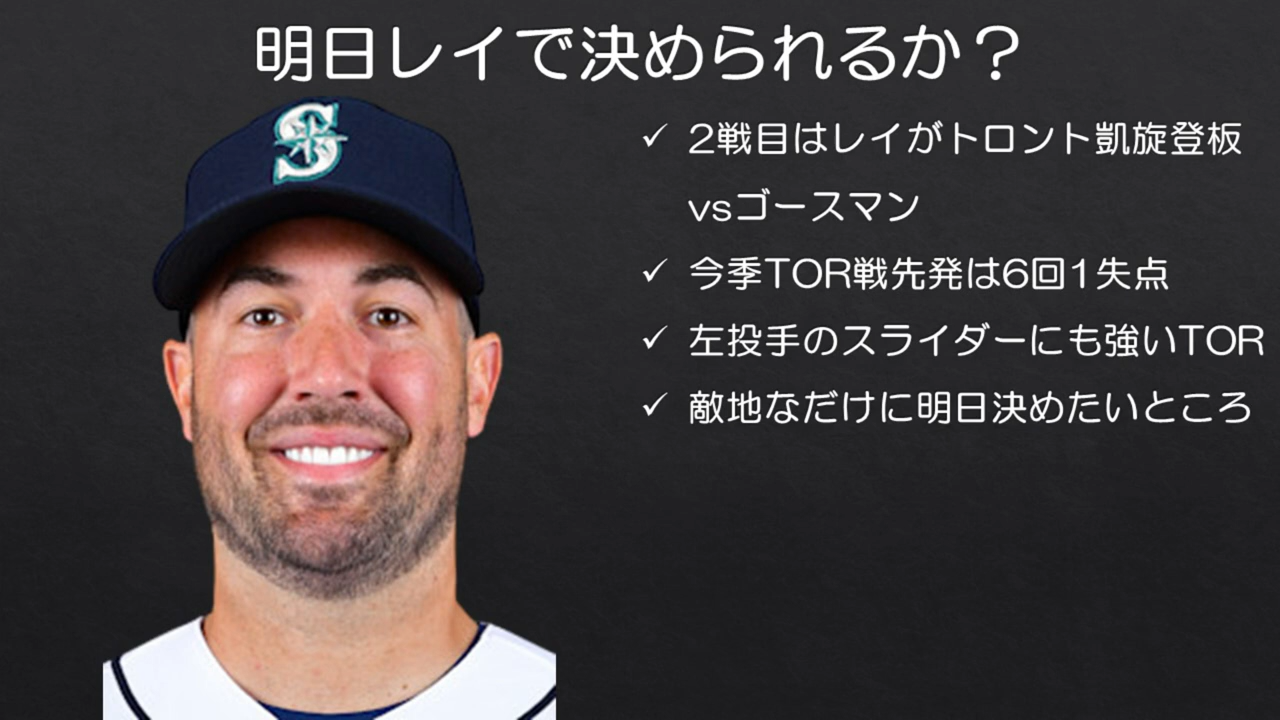 明日レイで決められるか？
✓ 2戦目はレイがトロント凱旋登板
vsゴースマン
✓ 今季TOR戦先発は6回1失点
✓ 左投手のスライダーにも強いTOR
✓ 敵地なだけに明日決めたいところ
S